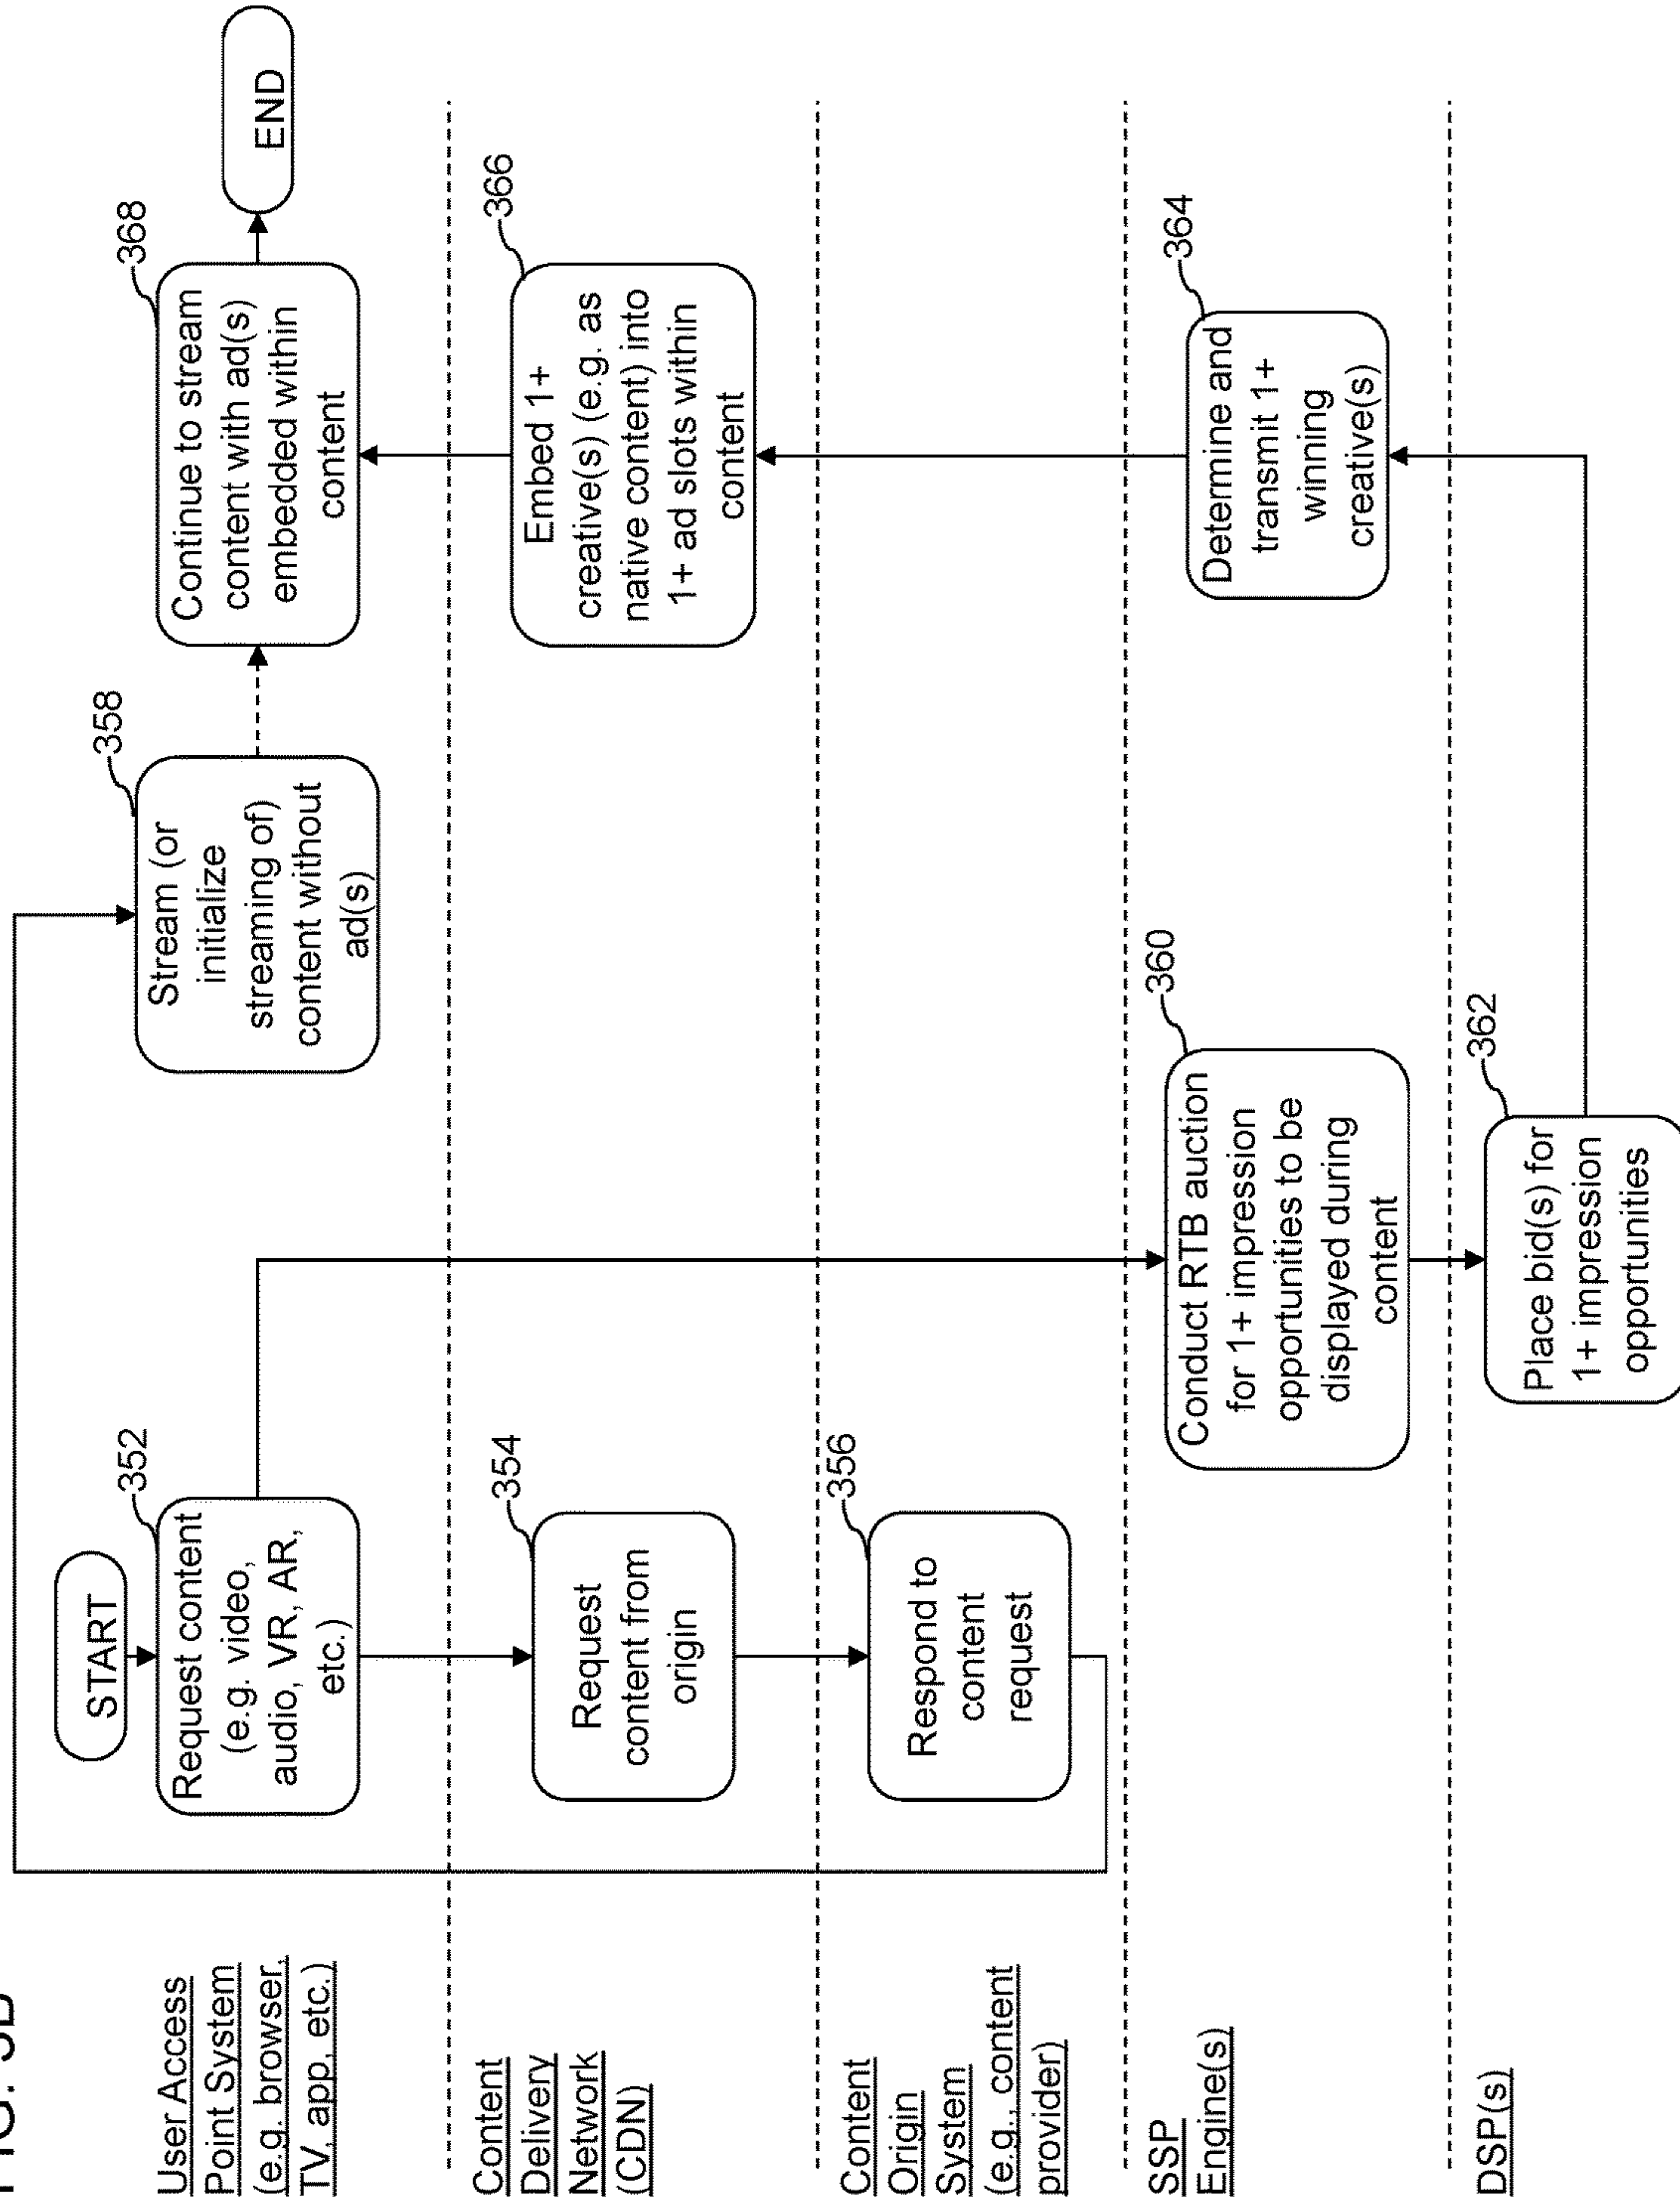 FIG. 3B
User Access
Point System
(e.g. browser,
TV, app, etc.)
START
352
Request content
(e.g. video,
audio, VR, AR,
etc.)
358
Stream (or
initialize
streaming of)
content without
ad(s)
368
Continue to stream
content with ad(s)
embedded within
content
END
Content
Delivery
Network
(CDN)
354
Request
content from
origin
366
Embed 1+
creative(s) (e.g. as
native content) into
1+ ad slots within
content
Content
Origin
System
(e.g., content
provider)
356
Respond to
content
request
SSP
Engine(s)
360
Conduct RTB auction
for 1+ impression
opportunities to be
displayed during
content
364
Determine and
transmit 1+
winning
creative(s)
DSP(s)
362
Place bid(s) for
1+ impression
opportunities